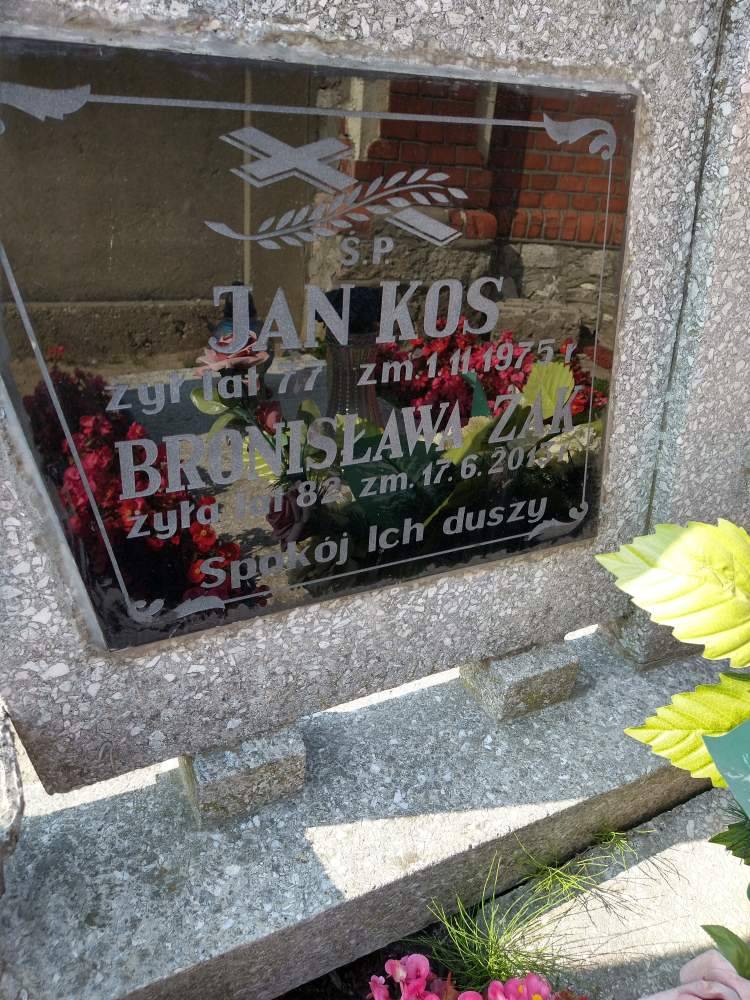 Ś.P
JAN KOS
żył lat 77 zm. 1.11.1975r
BRONISŁAWA ŻAK
żyła lat 82 zm. 17.6.
Spokój Ich duszy